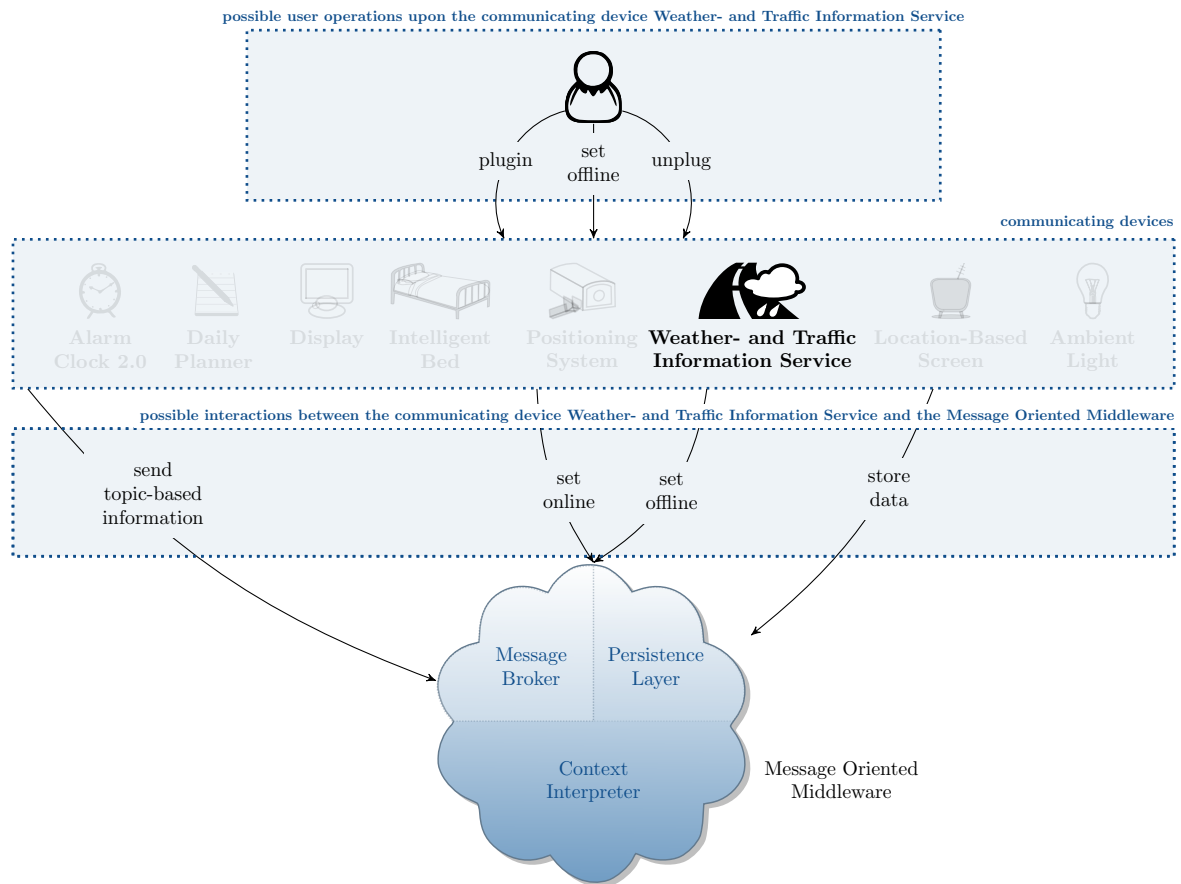 possible user operations upon the communicating device Weather- and Traffic Information Service
plugin
set
offline
unplug
communicating devices
Alarm
Clock 2.0
Daily
Planner
Display
Intelligent
Bed
Positioning
System
Weather- and Traffic
Information Service
Location-Based
Screen
Ambient
Light
possible interactions between the communicating device Weather- and Traffic Information Service and the Message Oriented Middleware
send
topic-based
information
set
online
set
offline
store
data
Message
Broker
Persistence
Layer
Context
Interpreter
Message Oriented
Middleware